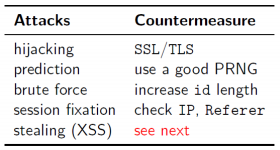 Attacks Countermeasure
hijacking SSL/TLS
prediction use a good PRNG
brute force increase id length
session fixation check IP, Referer
stealing (XSS) see next